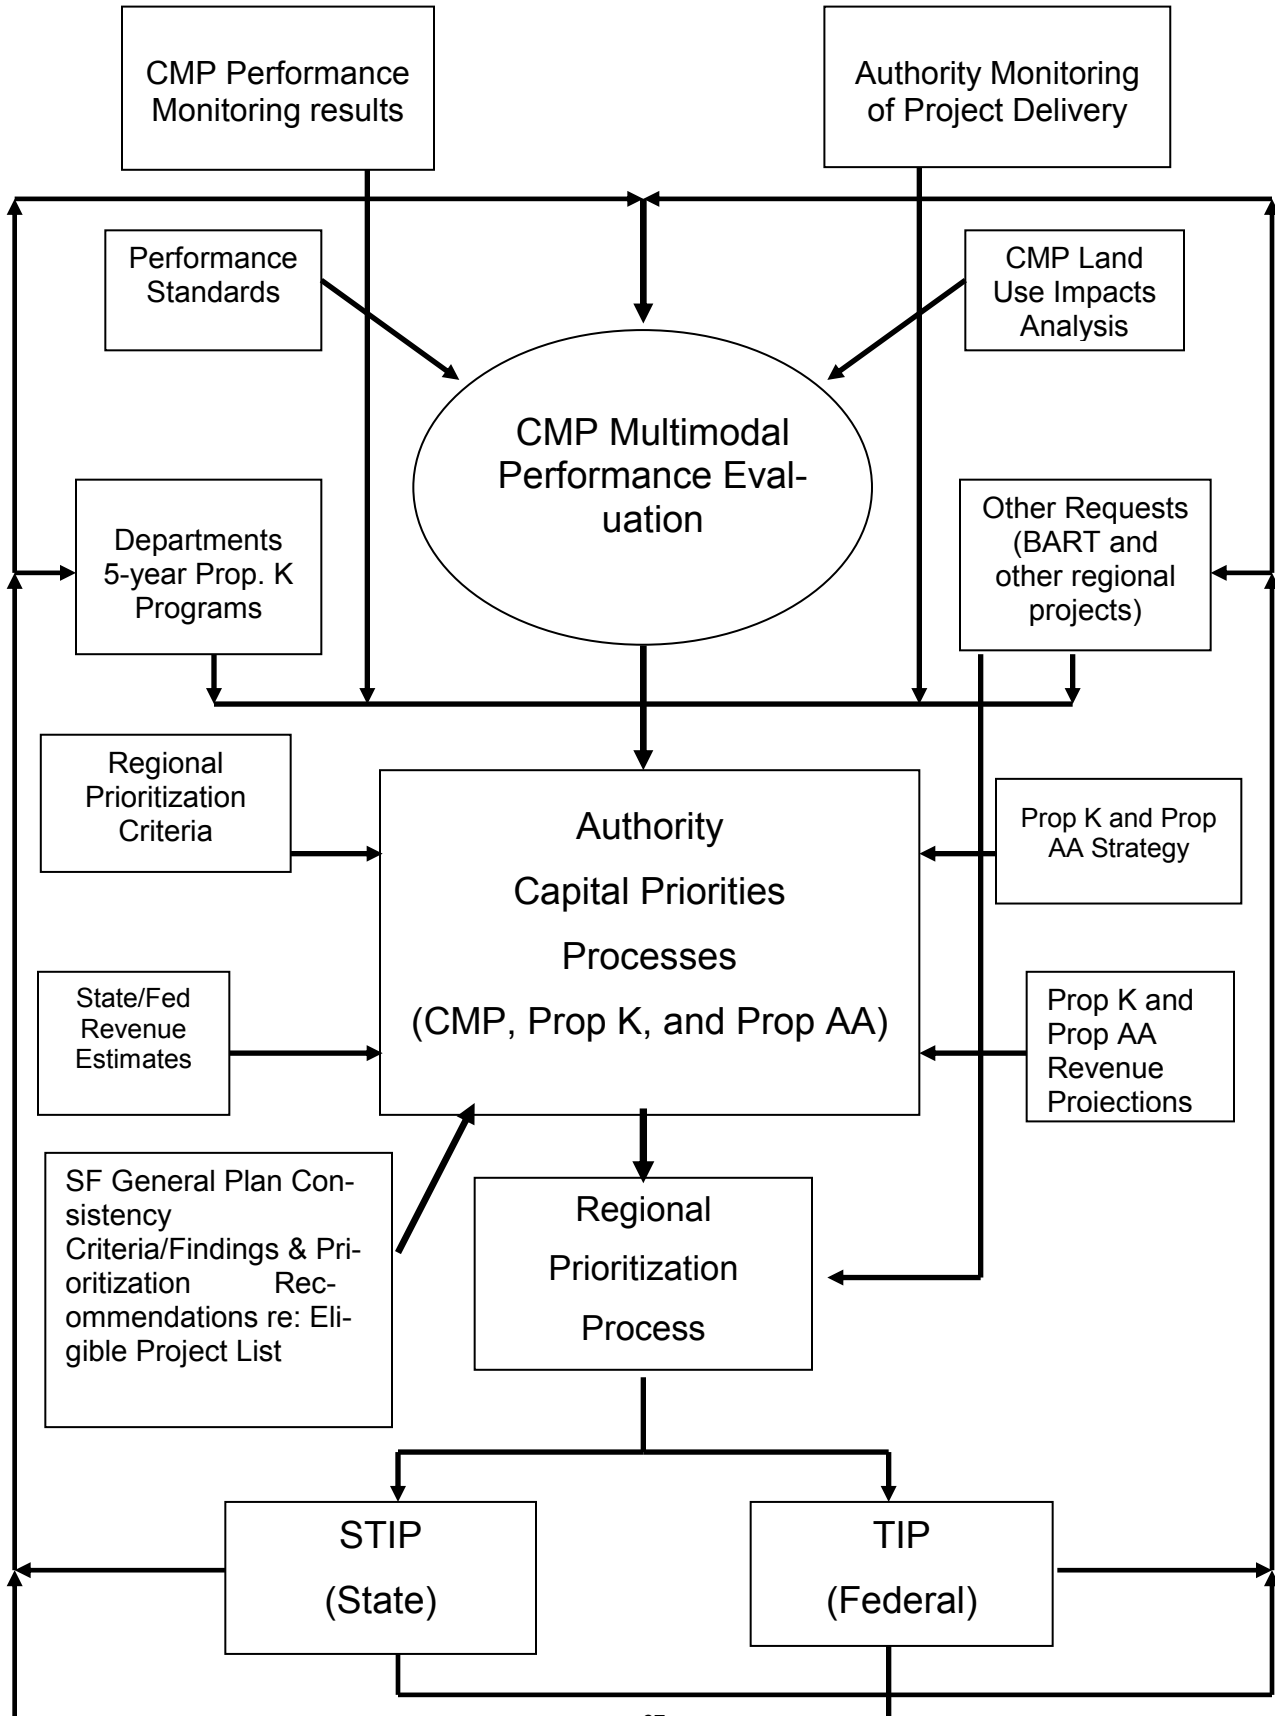 CMP Performance
Monitoring results
Authority Monitoring
of Project Delivery
Performance
Standards
CMP Land
Use Impacts
Analysis
CMP Multimodal
Performance Eval-
uation
Departments
5-year Prop. K
Programs
Other Requests
(BART and
other regional
projects)
Regional
Prioritization
Criteria
Authority
Capital Priorities
Processes
(CMP, Prop K, and Prop AA)
Prop K and Prop
AA Strategy
State/Fed
Revenue
Estimates
Prop K and
Prop AA
Revenue
Projections
SF General Plan Con-
sistency
Criteria/Findings & Pri-
oritization Rec-
ommendations re: Eli-
gible Project List
Regional
Prioritization
Process
STIP
(State)
TIP
(Federal)